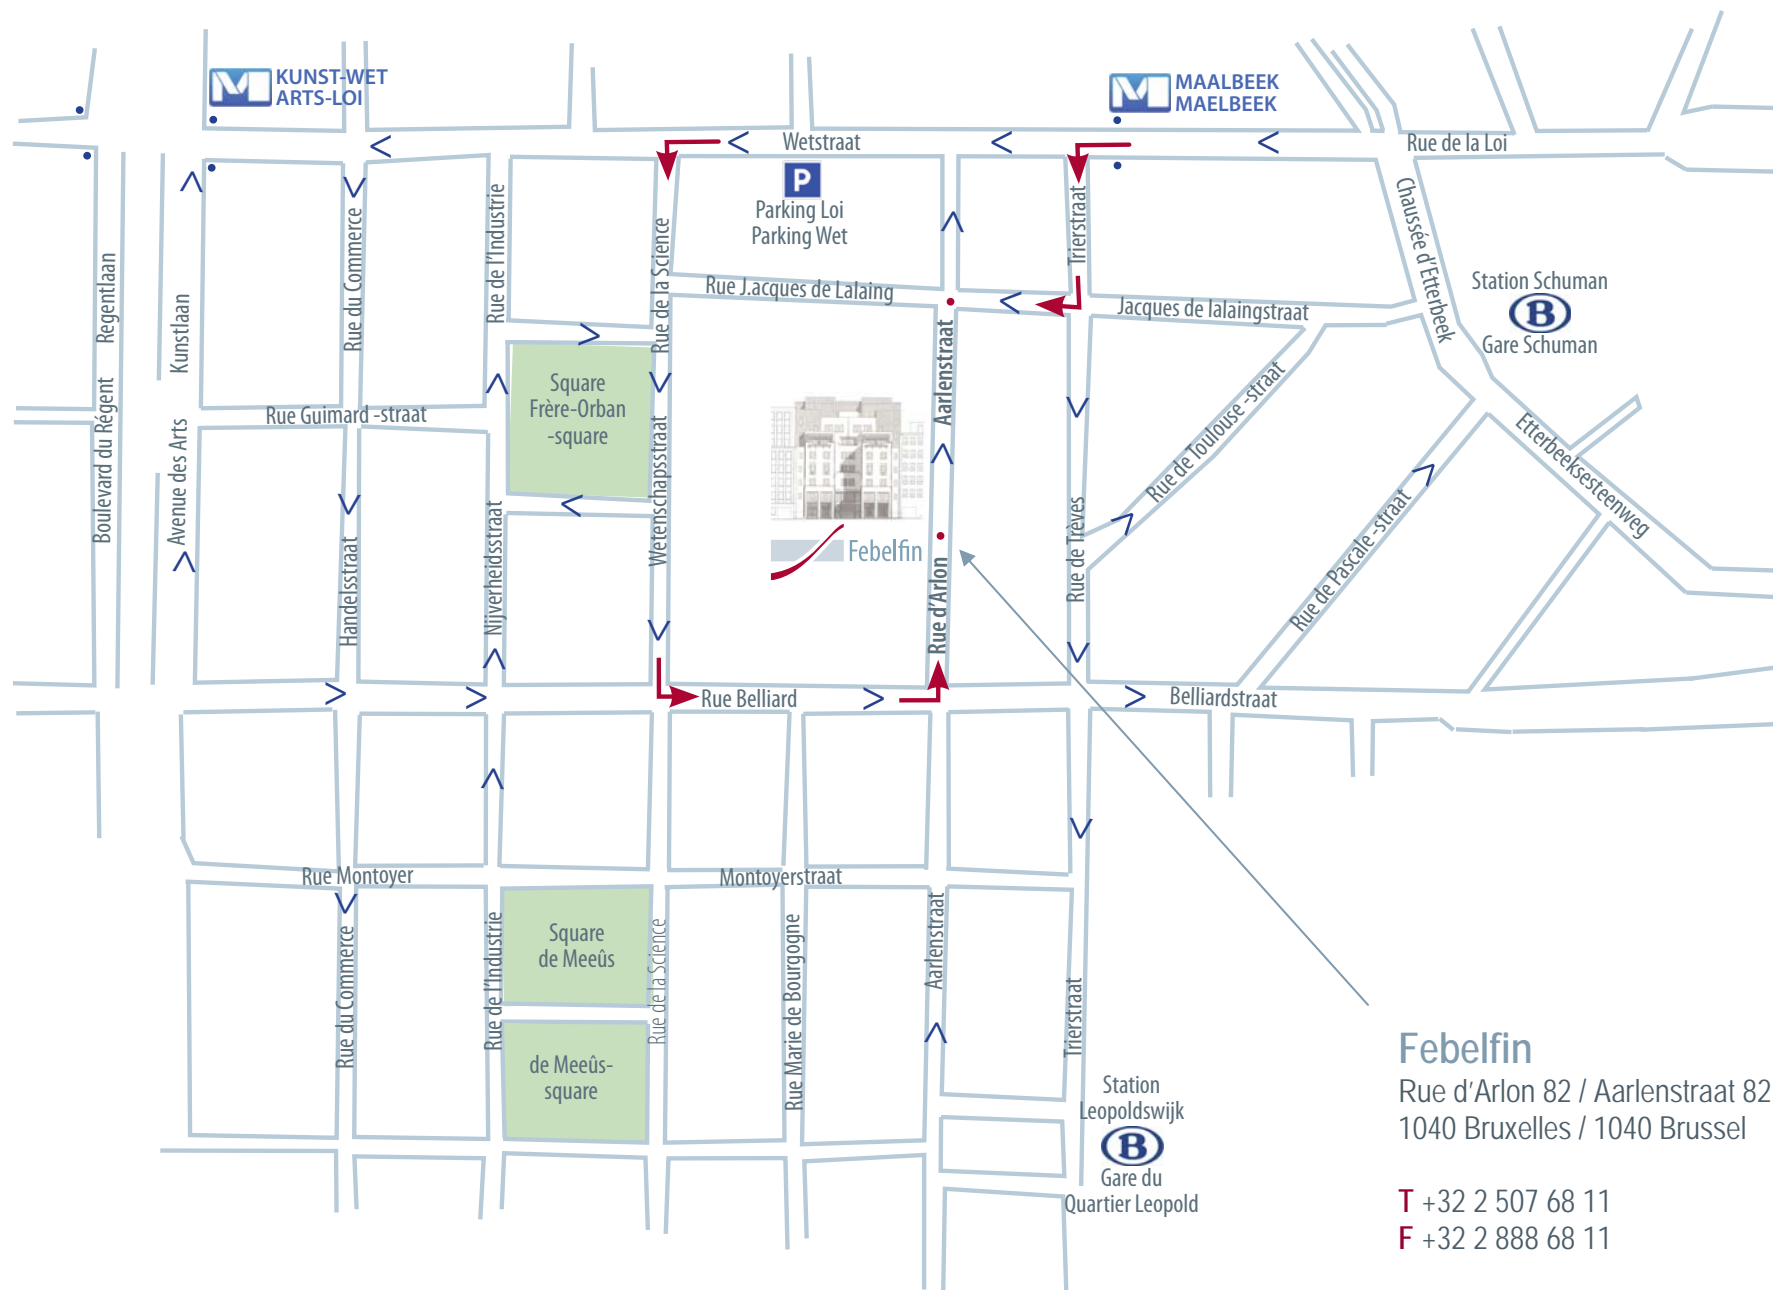 KUNST-WET
ARTS-LOI
MAALBEEK
MAELBEEK
Wetstraat
Rue de la Loi
P
Parking Loi
Parking Wet
Regentlaan
Boulevard du Régent
Kunstlaan
Avenue des Arts
Rue du Commerce
Handelsstraat
Rue de l'Industrie
Nijverheidsstraat
Rue de la Science
Wetenschapsstraat
Rue J.acques de Lalaing
Jacques de lalaingstraat
Trierstraat
Rue de Trèves
Chaussée d'Etterbeek
Etterbeeksesteenweg
Station Schuman
B
Gare Schuman
Rue Guimard -straat
Square
Frère-Orban
-square
Aarlenstraat
Rue d'Arlon
Febelfin
Rue de Toulouse -straat
Rue de Pascale -straat
Rue Belliard
Belliardstraat
Rue Montoyer
Montoyerstraat
Rue du Commerce
Rue de l'Industrie
Square
de Meeûs
de Meeûs-
square
Rue de la Science
Rue Marie de Bourgogne
Aarlenstraat
Trierstraat
Station
Leopoldswijk
B
Gare du
Quartier Leopold
Febelfin
Rue d'Arlon 82 / Aarlenstraat 82
1040 Bruxelles / 1040 Brussel
T +32 2 507 68 11
F +32 2 888 68 11